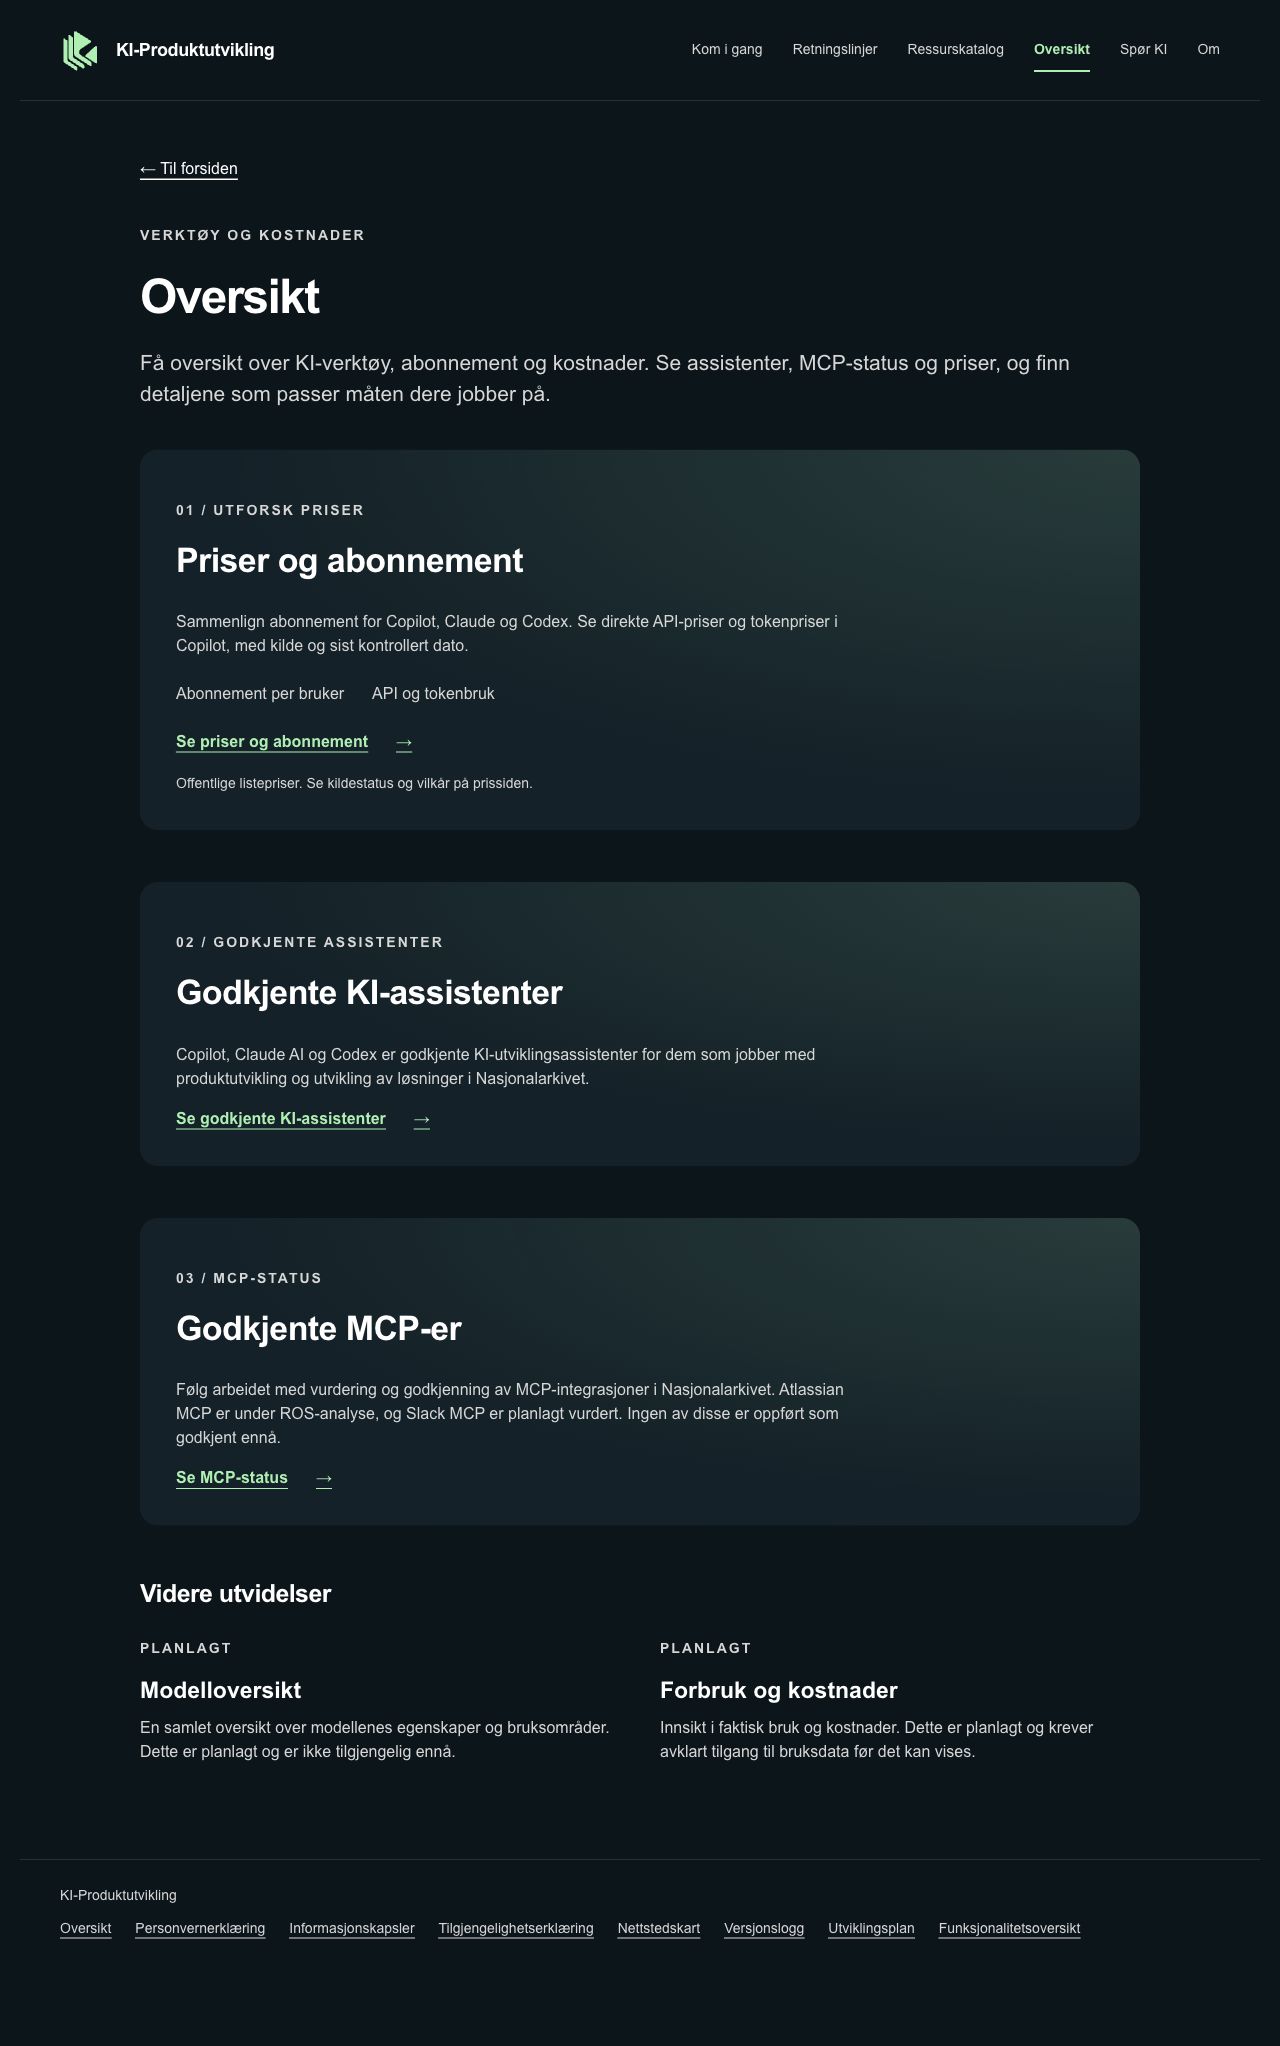 KI-Produktutvikling
Kom i gang
Retningslinjer
Ressurskatalog
Oversikt
Spør KI
Om
← Til forsiden
VERKTØY OG KOSTNADER
Oversikt
Få oversikt over KI-verktøy, abonnement og kostnader. Se assistenter, MCP-status og priser, og finn
detaljene som passer måten dere jobber på.
01 / UTFORSK PRISER
Priser og abonnement
Sammenlign abonnement for Copilot, Claude og Codex. Se direkte API-priser og tokenpriser i
Copilot, med kilde og sist kontrollert dato.
Abonnement per bruker
API og tokenbruk
Se priser og abonnement →
Offentlige listepriser. Se kildestatus og vilkår på prissiden.
02 / GODKJENTE ASSISTENTER
Godkjente KI-assistenter
Copilot, Claude AI og Codex er godkjente KI-utviklingsassistenter for dem som jobber med
produktutvikling og utvikling av løsninger i Nasjonalarkivet.
Se godkjente KI-assistenter →
03 / MCP-STATUS
Godkjente MCP-er
Følg arbeidet med vurdering og godkjenning av MCP-integrasjoner i Nasjonalarkivet. Atlassian
MCP er under ROS-analyse, og Slack MCP er planlagt vurdert. Ingen av disse er oppført som
godkjent ennå.
Se MCP-status →
Videre utvidelser
PLANLAGT
Modelloversikt
En samlet oversikt over modellenes egenskaper og bruksområder.
Dette er planlagt og er ikke tilgjengelig ennå.
PLANLAGT
Forbruk og kostnader
Innsikt i faktisk bruk og kostnader. Dette er planlagt og krever
avklart tilgang til bruksdata før det kan vises.
KI-Produktutvikling
Oversikt
Personvernerklæring
Informasjonskapsler
Tilgjengelighetserklæring
Nettstedskart
Versjonslogg
Utviklingsplan
Funksjonalitetsoversikt